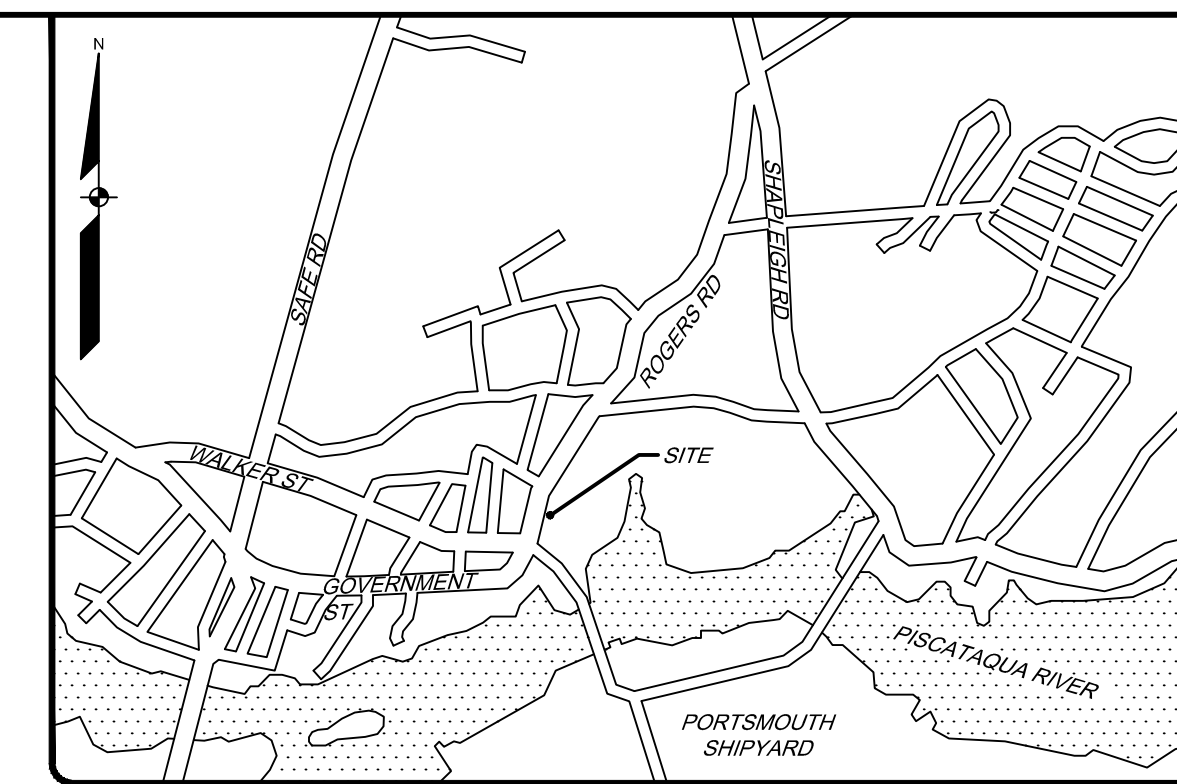 N
SHAPLEIGH RD
SAFE RD
ROGERS RD
SITE
WALKER ST
GOVERNMENT
ST
PISCATAQUA RIVER
PORTSMOUTH
SHIPYARD